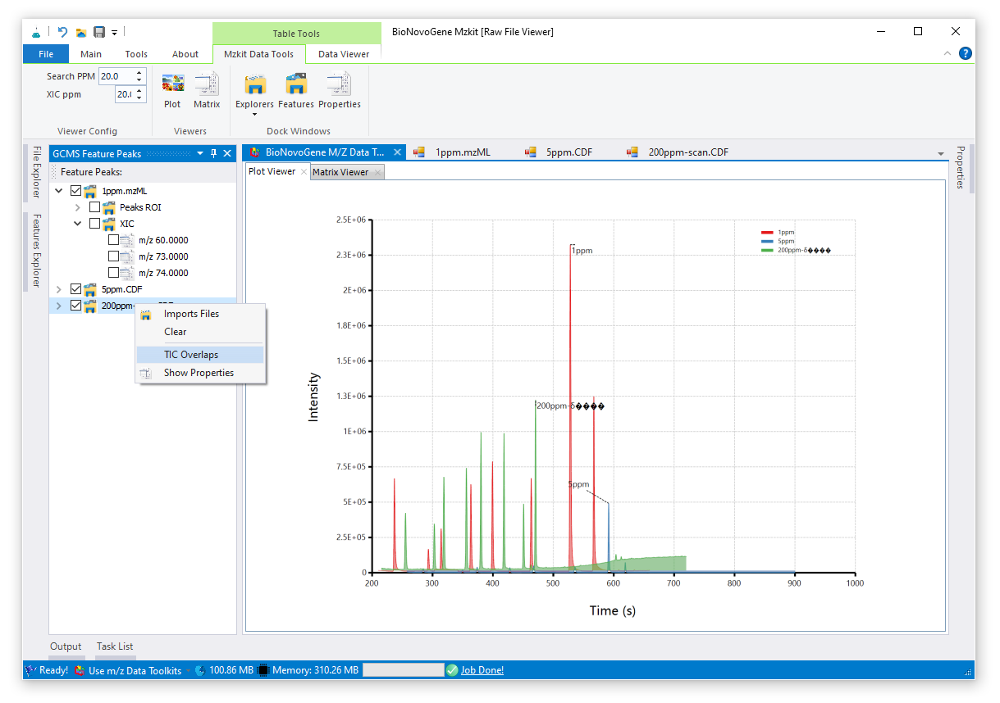 BioNovoGene Mzkit [Raw File Viewer]
Table Tools
File Main Tools About Mzkit Data Tools Data Viewer
Search PPM 20.0
XIC ppm 20.
Plot Matrix Explorers Features Properties
Viewer Config Viewers Dock Windows
File Explorer
Features Explorer
GCMS Feature Peaks
Feature Peaks:
1ppm.mzML
Peaks ROI
XIC
m/z 60.0000
m/z 73.0000
m/z 74.0000
5ppm.CDF
200ppm-
Imports Files
Clear
TIC Overlaps
Show Properties
BioNovoGene M/Z Data T... 1ppm.mzML 5ppm.CDF 200ppm-scan.CDF
Properties
Plot Viewer Matrix Viewer
Intensity
2.5E+06
2.3E+06
2E+06
1.8E+06
1.5E+06
1.3E+06
1E+06
7.5E+05
5E+05
2.5E+05
0
1ppm
5ppm
200ppm-δ����
1ppm
200ppm-δ����
5ppm
200 300 400 500 600 700 800 900 1000
Time (s)
Output Task List
Ready! Use m/z Data Toolkits 100.86 MB Memory: 310.26 MB Job Done!